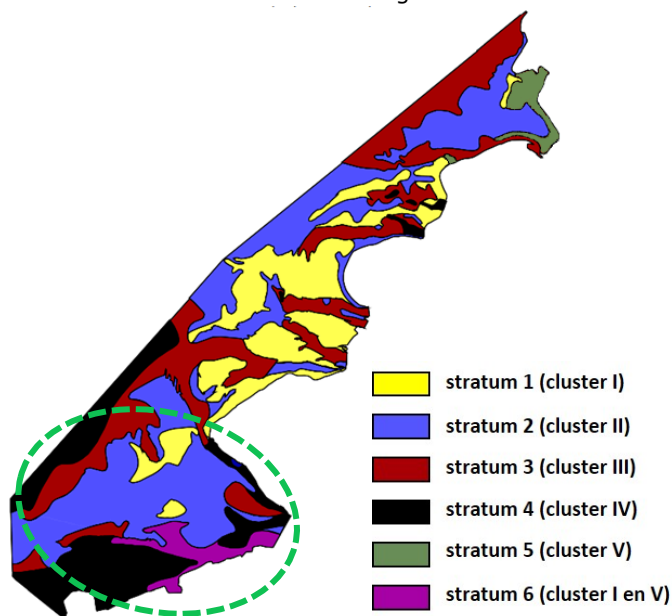 stratum 1 (cluster I)
stratum 2 (cluster II)
stratum 3 (cluster III)
stratum 4 (cluster IV)
stratum 5 (cluster V)
stratum 6 (cluster I en V)